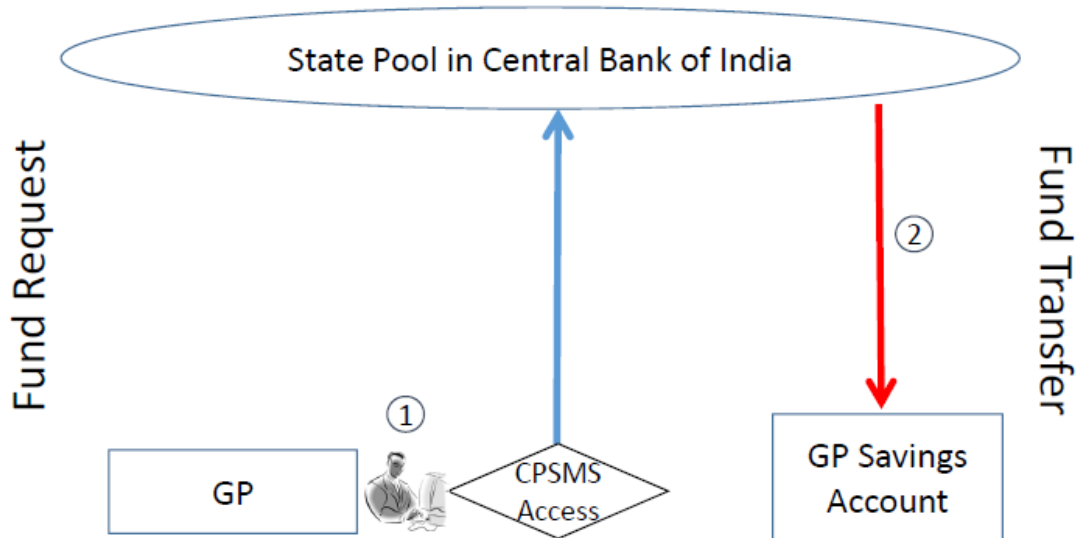 State Pool in Central Bank of India
Fund Request
Fund Transfer
2
1
GP
CPSMS
Access
GP Savings
Account